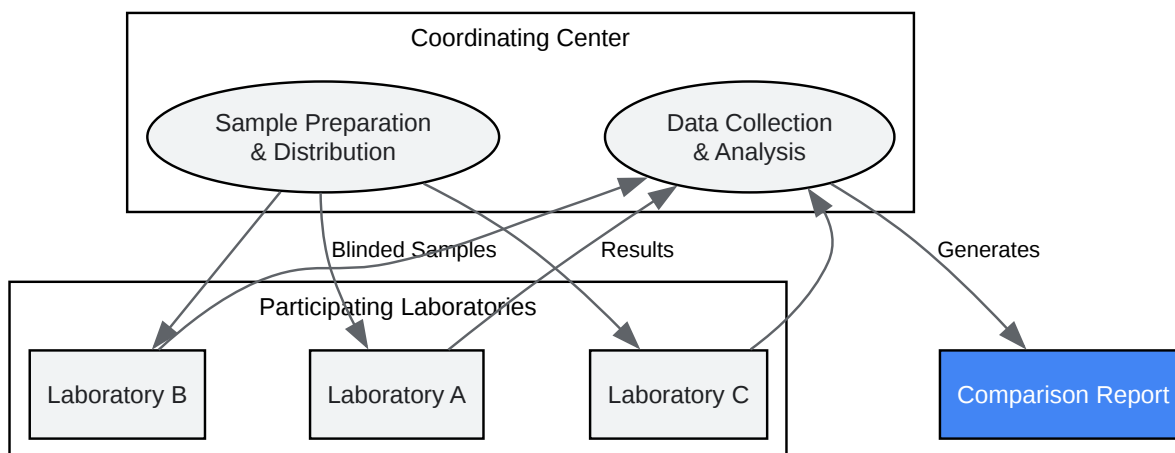 Coordinating Center
Sample Preparation
& Distribution
Data Collection
& Analysis
Blinded Samples
Results
Generates
Participating Laboratories
Laboratory B
Laboratory A
Laboratory C
Comparison Report